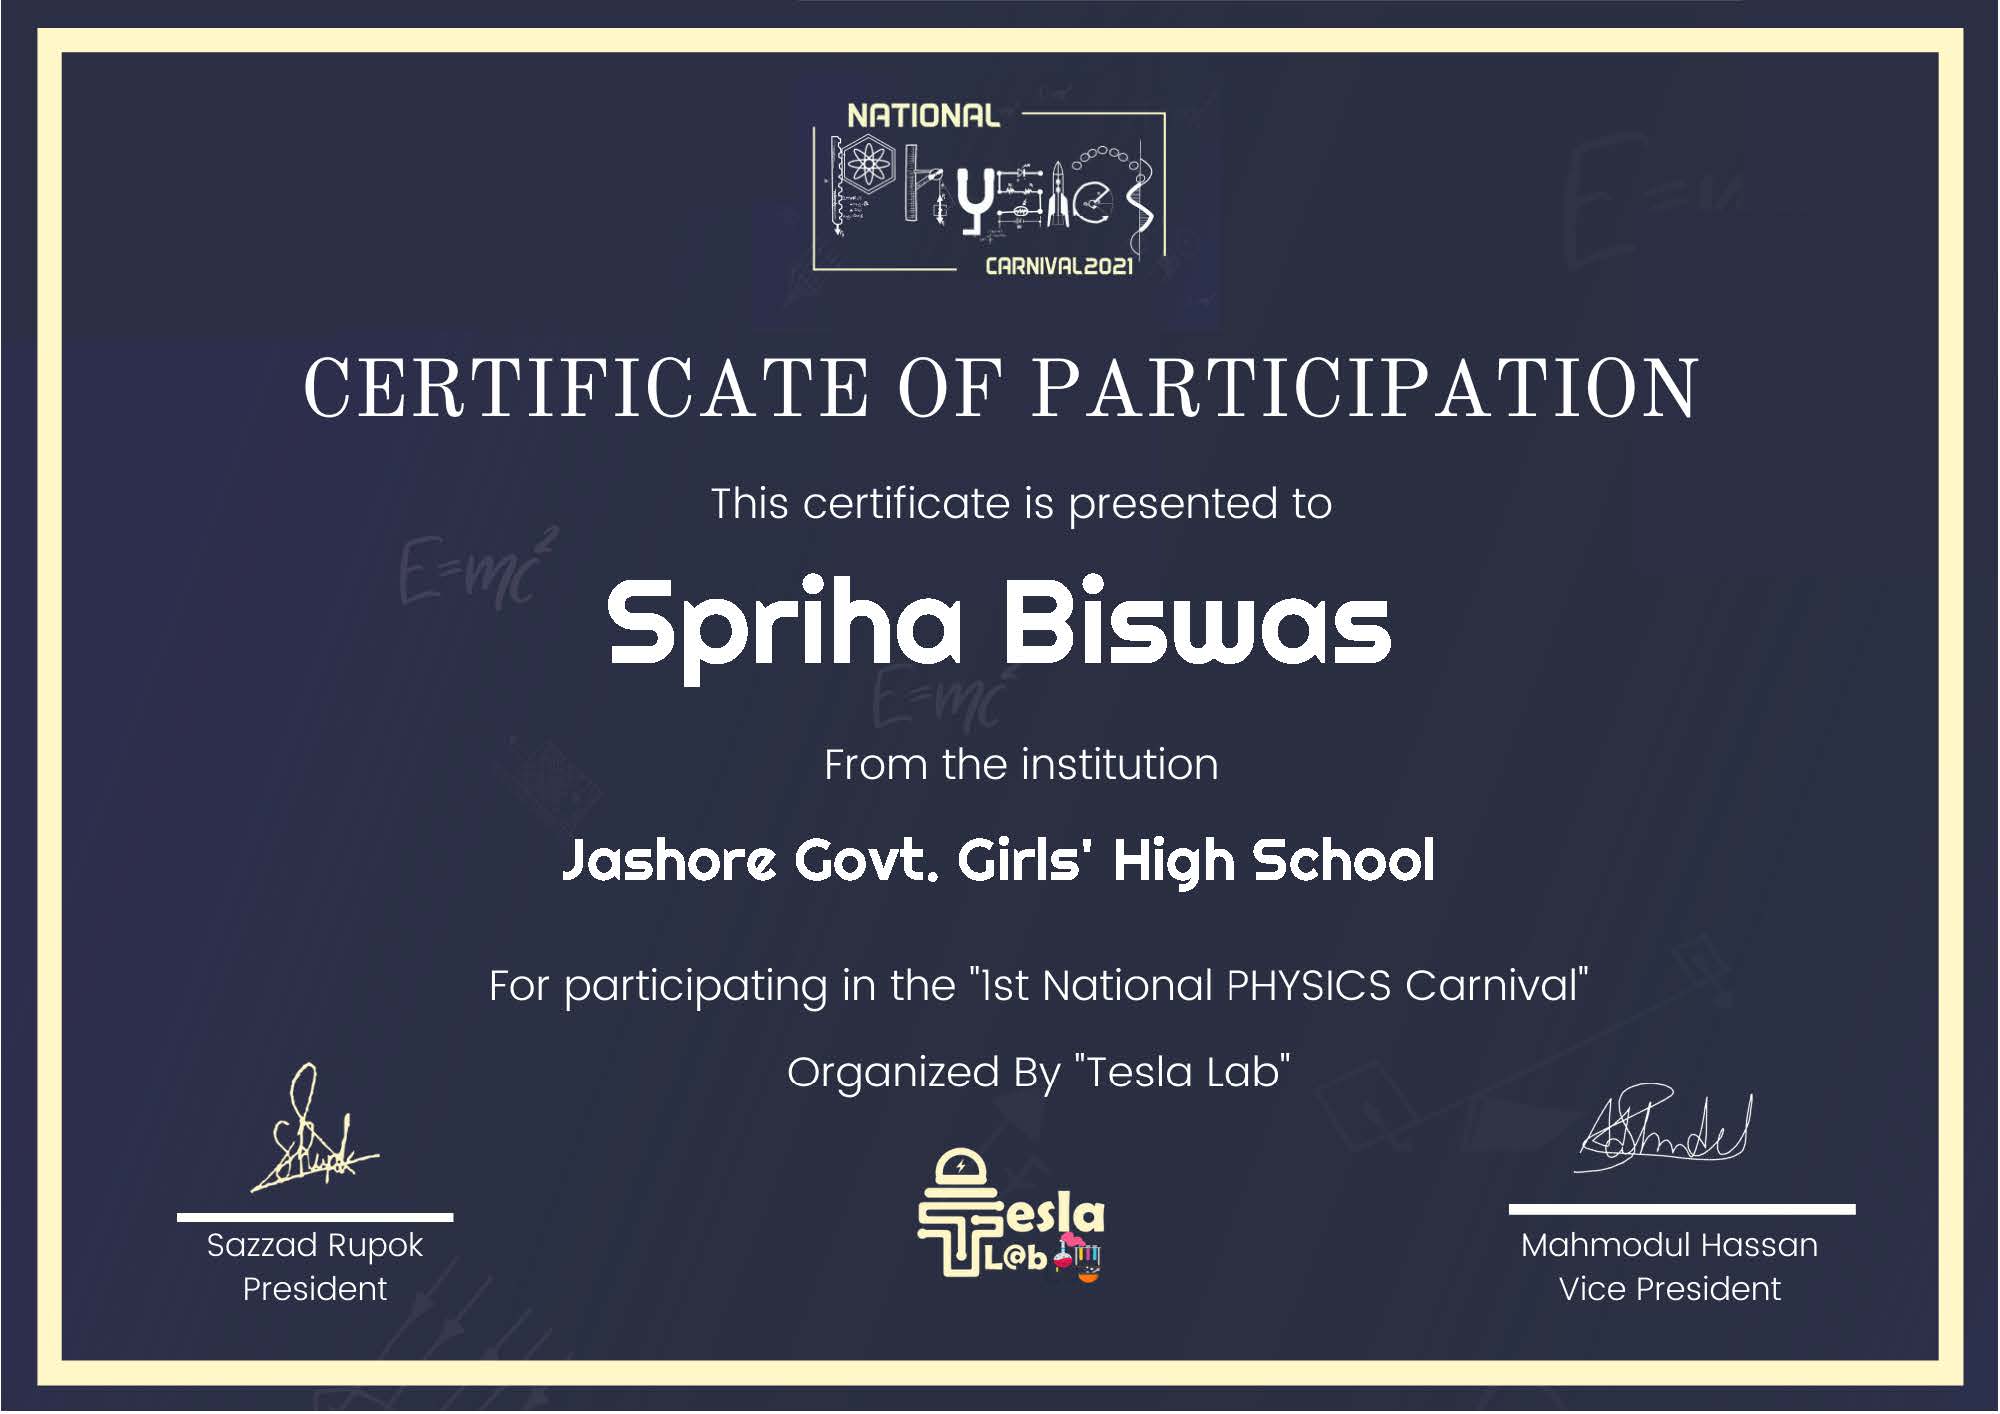 NATIONAL
Physics
CARNIVAL2021
CERTIFICATE OF PARTICIPATION
This certificate is presented to
E=mc²
Spriha Biswas
E=mc²
From the institution
Jashore Govt. Girls' High School
For participating in the "1st National PHYSICS Carnival"
Organized By "Tesla Lab"
Tesla
L@b
Sazzad Rupok
President
Mahmodul Hassan
Vice President